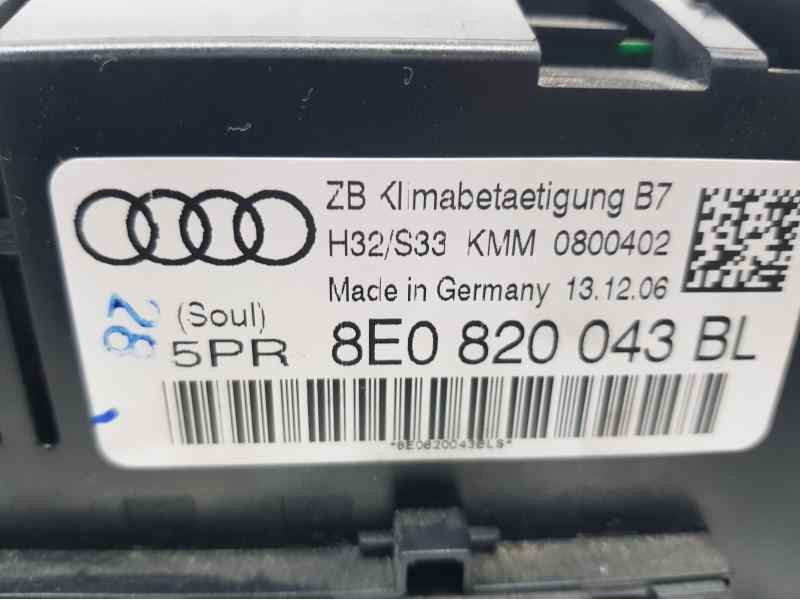 ZB Klimabetaetigung B7
H32/S33 KMM 0800402
Made in Germany 13.12.06
28
(Soul)
5PR 8E0 820 043 BL
*8E0820043BLS*